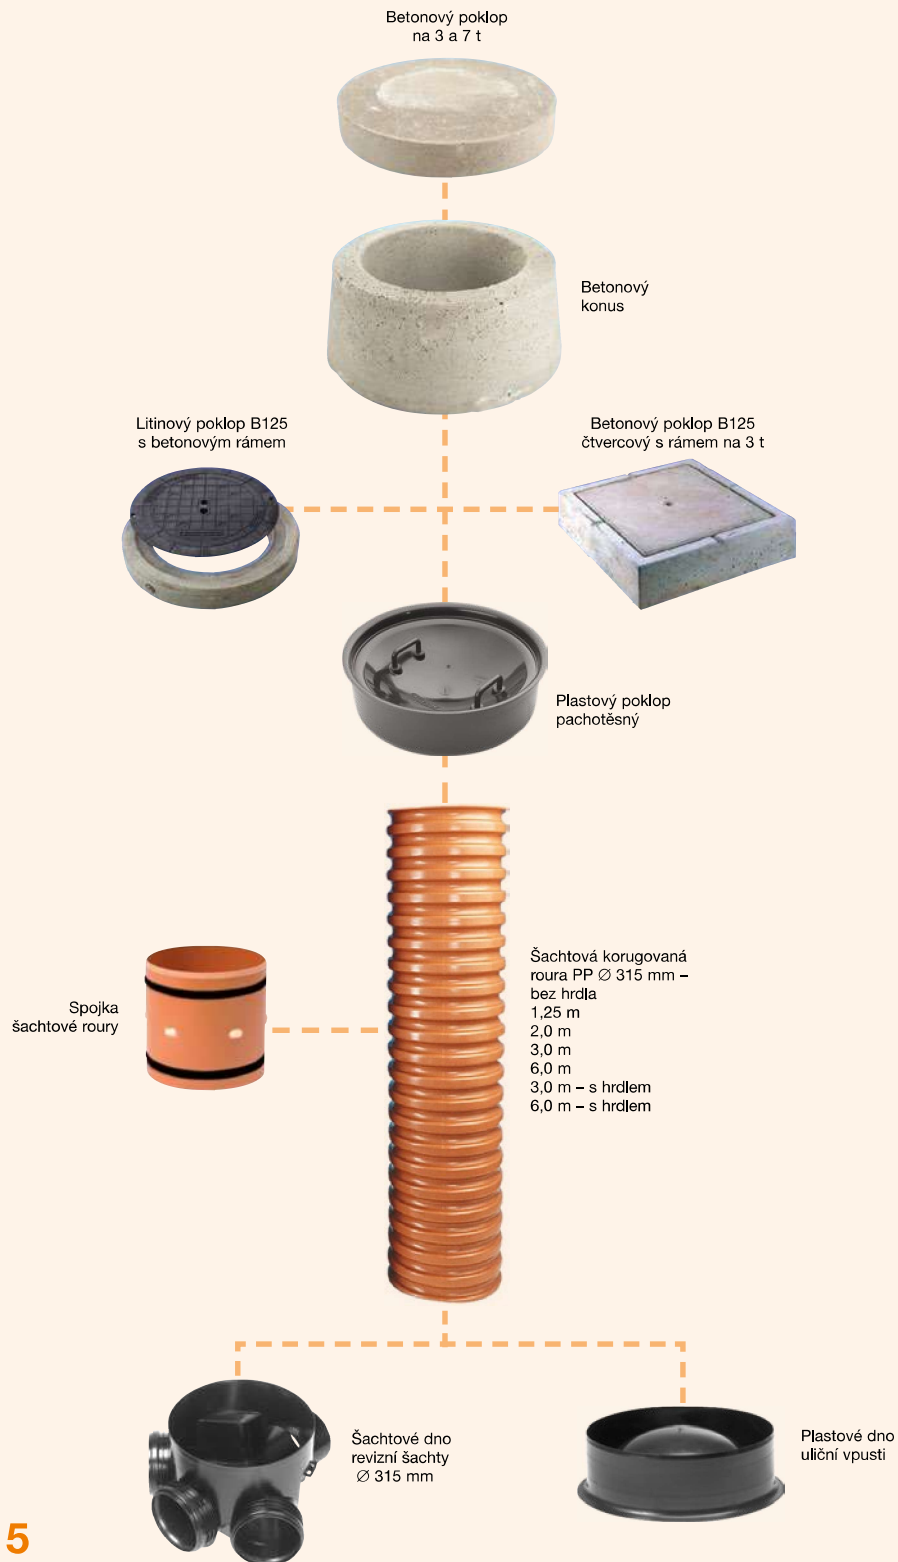 Betonový poklop
na 3 a 7 t
Betonový
konus
Litinový poklop B125
s betonovým rámem
Betonový poklop B125
čtvercový s rámem na 3 t
Plastový poklop
pachotěsný
Šachtová korugovaná
roura PP ∅ 315 mm –
bez hrdla
1,25 m
2,0 m
3,0 m
6,0 m
3,0 m – s hrdlem
6,0 m – s hrdlem
Spojka
šachtové roury
Šachtové dno
revizní šachty
∅ 315 mm
Plastové dno
uliční vpusti
5